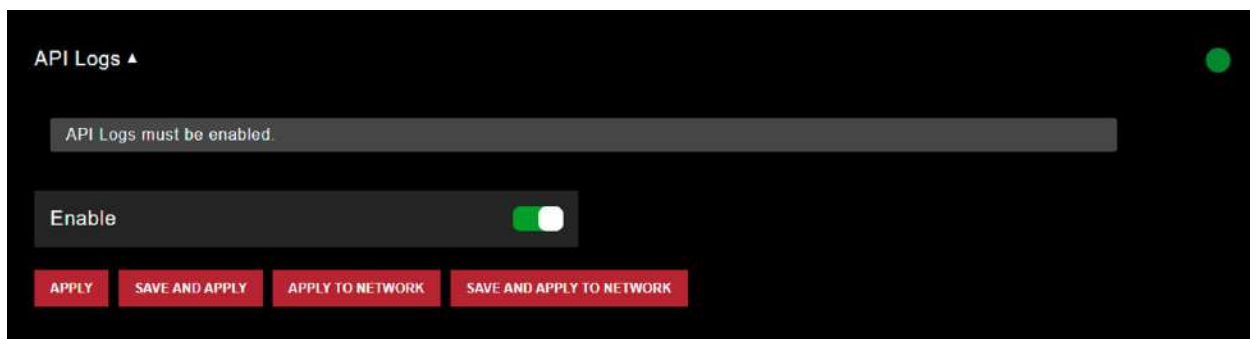 API Logs ▲
API Logs must be enabled.
Enable
APPLY SAVE AND APPLY APPLY TO NETWORK SAVE AND APPLY TO NETWORK